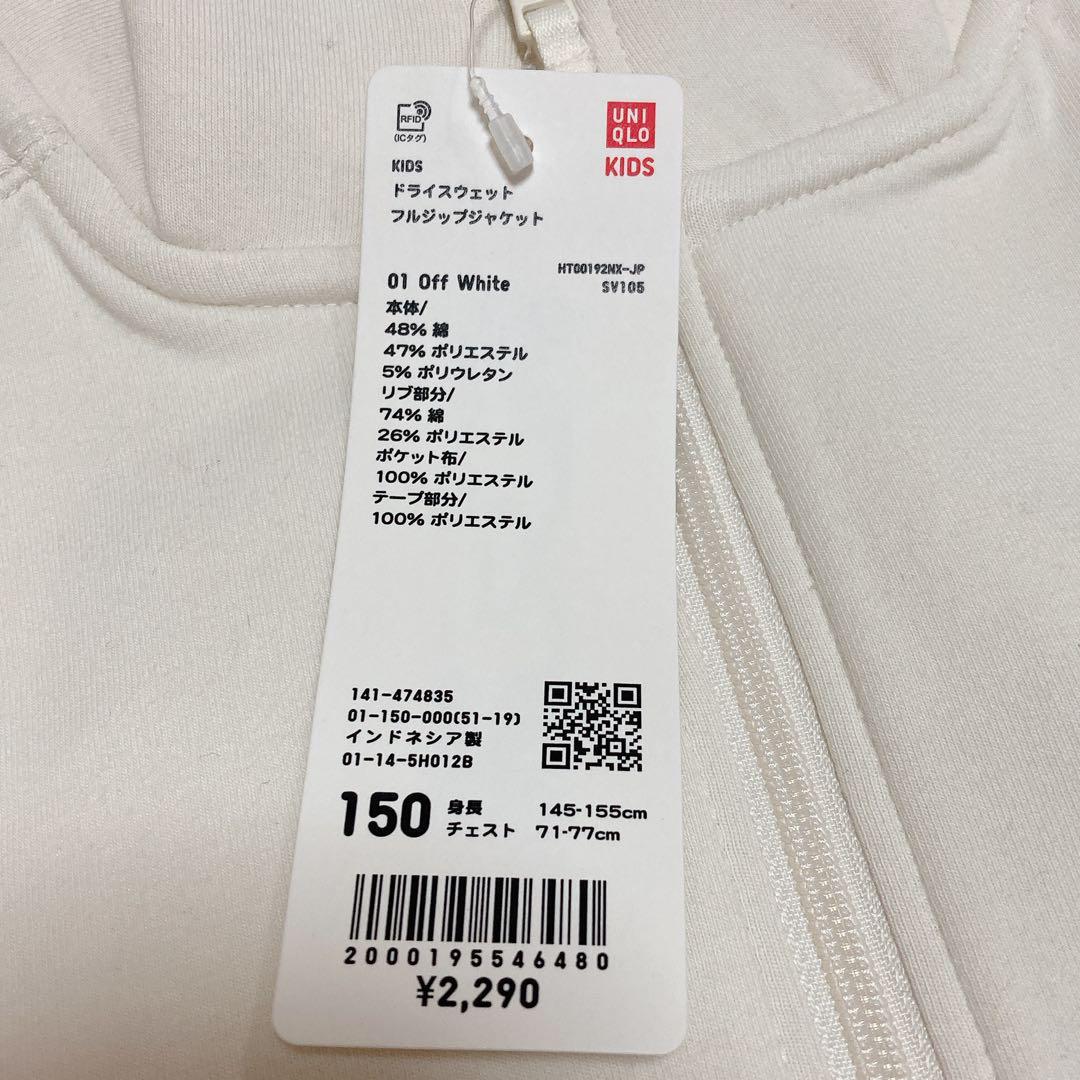 RFID
(ICタグ)
UNI
QLO
KIDS
KIDS
ドライスウェット
フルジップジャケット
HT00192NX-JP
01 Off White
SV105
本体/
48% 綿
47% ポリエステル
5% ポリウレタン
リブ部分/
74% 綿
26% ポリエステル
ポケット布/
100% ポリエステル
テープ部分/
100% ポリエステル
141-474835
01-150-000(51-19)
インドネシア製
01-14-5H012B
150 身長 145-155cm
チェスト 71-77cm
2000195546480
¥2,290